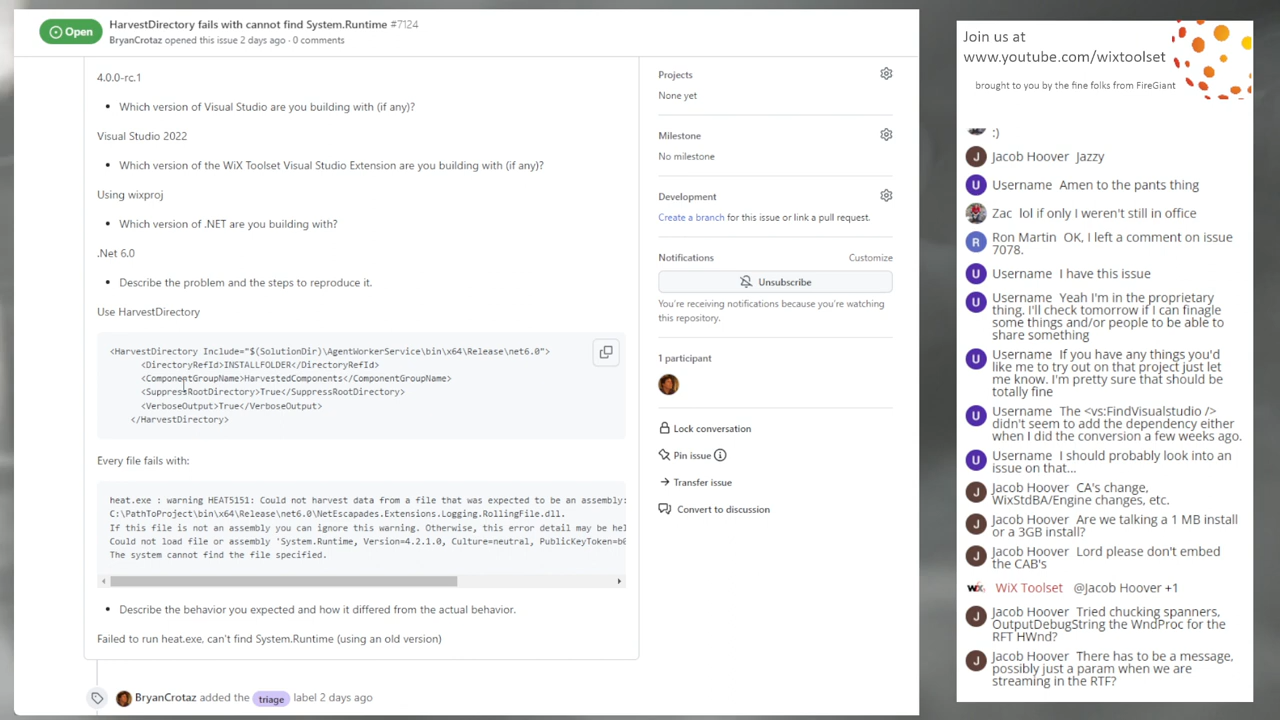 Open
HarvestDirectory fails with cannot find System.Runtime #7124
BryanCrotaz opened this issue 2 days ago · 0 comments
4.0.0-rc.1
• Which version of Visual Studio are you building with (if any)?
Visual Studio 2022
• Which version of the WiX Toolset Visual Studio Extension are you building with (if any)?
Using wixproj
• Which version of .NET are you building with?
.Net 6.0
• Describe the problem and the steps to reproduce it.
Use HarvestDirectory
<HarvestDirectory Include="$(SolutionDir)\AgentWorkerService\bin\x64\Release\net6.0">
<DirectoryRefId>INSTALLFOLDER</DirectoryRefId>
<ComponentGroupName>HarvestedComponents</ComponentGroupName>
<SuppressRootDirectory>True</SuppressRootDirectory>
<VerboseOutput>True</VerboseOutput>
</HarvestDirectory>
Every file fails with:
heat.exe : warning HEAT5151: Could not harvest data from a file that was expected to be an assembly:
C:\PathToProject\bin\x64\Release\net6.0\NetEscapades.Extensions.Logging.RollingFile.dll.
If this file is not an assembly you can ignore this warning. Otherwise, this error detail may be hel
Could not load file or assembly 'System.Runtime, Version=4.2.1.0, Culture=neutral, PublicKeyToken=b0
The system cannot find the file specified.
• Describe the behavior you expected and how it differed from the actual behavior.
Failed to run heat.exe, can't find System.Runtime (using an old version)
BryanCrotaz added the triage label 2 days ago
Projects
None yet
Milestone
No milestone
Development
Create a branch for this issue or link a pull request.
Notifications
Customize
Unsubscribe
You're receiving notifications because you're watching
this repository.
1 participant
Lock conversation
Pin issue
Transfer issue
Convert to discussion
Join us at
www.youtube.com/wixtoolset
brought to you by the fine folks from FireGiant
:)
Jacob Hoover Jazzy
Username Amen to the pants thing
Zac lol if only I weren't still in office
Ron Martin OK, I left a comment on issue
7078.
Username I have this issue
Username Yeah I'm in the proprietary
thing. I'll check tomorrow if I can finagle
some things and/or people to be able to
share something
Username If you have any things you'd
like me to try out on that project just let
me know. I'm pretty sure that should be
totally fine
Username The <vs:FindVisualstudio />
didn't seem to add the dependency either
when I did the conversion a few weeks ago.
Username I should probably look into an
issue on that...
Jacob Hoover CA's change,
WixStdBA/Engine changes, etc.
Jacob Hoover Are we talking a 1 MB install
or a 3GB install?
Jacob Hoover Lord please don't embed
the CAB's
WiX Toolset @Jacob Hoover +1
Jacob Hoover Tried chucking spanners,
OutputDebugString the WndProc for the
RFT HWnd?
Jacob Hoover There has to be a message,
possibly just a param when we are
streaming in the RTF?